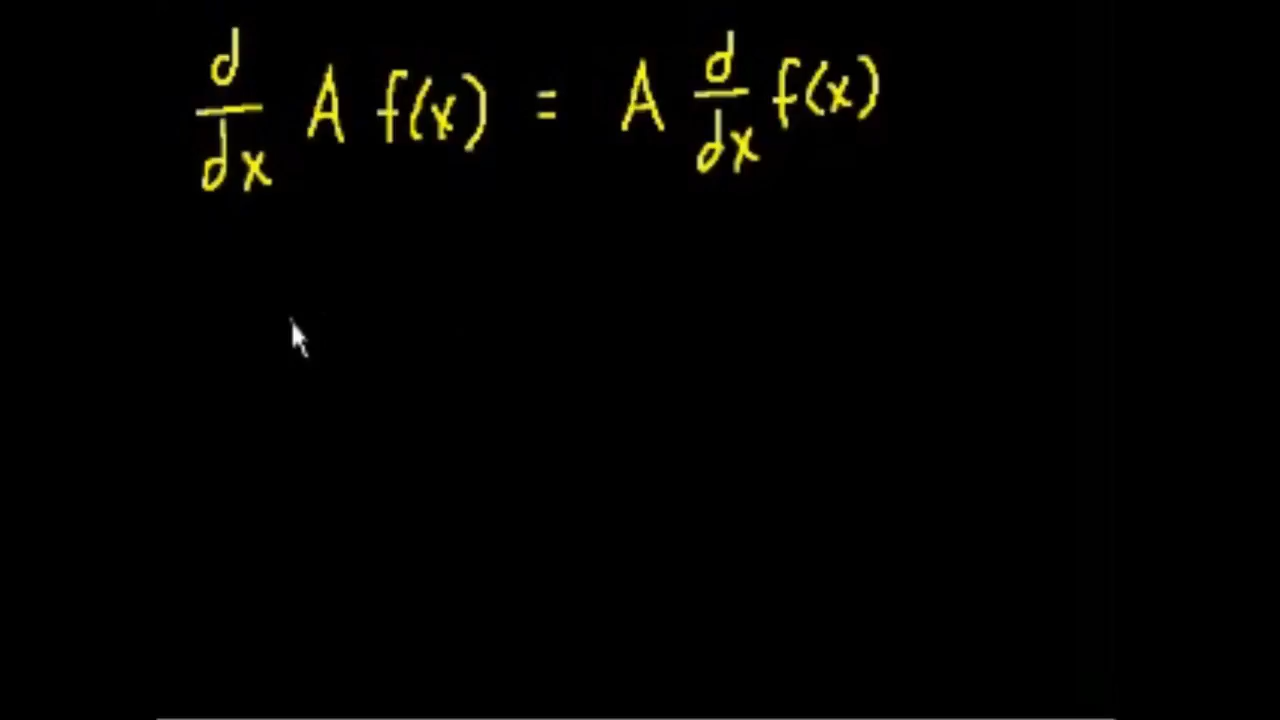 d/dx A f(x) = A d/dx f(x)